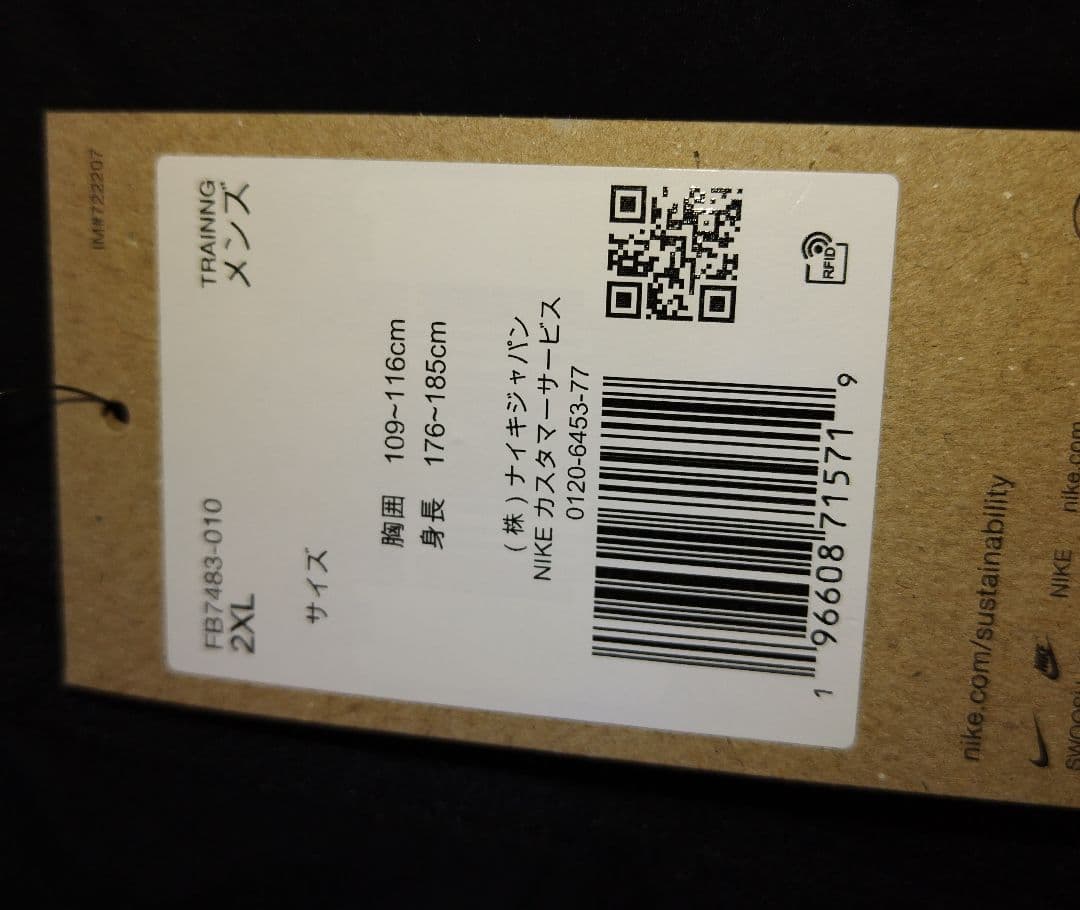 IM#722207
FB7483-010 TRAINNG
2XL メンズ
サイズ
胸囲 109~116cm
身長 176~185cm
(株)ナイキジャパン
NIKE カスタマーサービス
0120-6453-77
1 96608 71571 9
RFID
nike.com/sustainability
NIKE nike.com